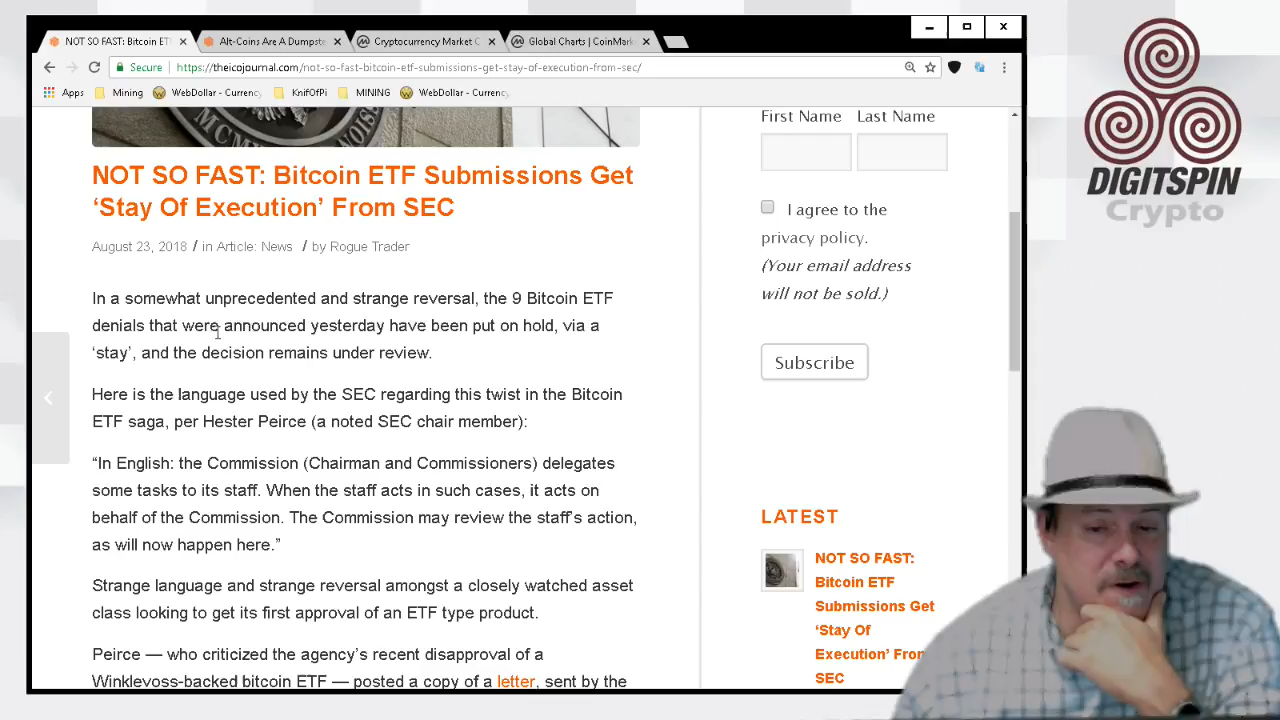 NOT SO FAST: Bitcoin ET
Alt-Coins Are A Dumpste
Cryptocurrency Market C
Global Charts | CoinMark
Secure
https://theicojournal.com/not-so-fast-bitcoin-etf-submissions-get-stay-of-execution-from-sec/
Apps
Mining
WebDollar - Currenc
KnifOfPi
MINING
WebDollar - Currenc
DIGITSPIN
Crypto
NOT SO FAST: Bitcoin ETF Submissions Get
‘Stay Of Execution’ From SEC
August 23, 2018 / in Article: News / by Rogue Trader
In a somewhat unprecedented and strange reversal, the 9 Bitcoin ETF
denials that were announced yesterday have been put on hold, via a
‘stay’, and the decision remains under review.
Here is the language used by the SEC regarding this twist in the Bitcoin
ETF saga, per Hester Peirce (a noted SEC chair member):
“In English: the Commission (Chairman and Commissioners) delegates
some tasks to its staff. When the staff acts in such cases, it acts on
behalf of the Commission. The Commission may review the staff’s action,
as will now happen here.”
Strange language and strange reversal amongst a closely watched asset
class looking to get its first approval of an ETF type product.
Peirce — who criticized the agency’s recent disapproval of a
Winklevoss-backed bitcoin ETF — posted a copy of a letter, sent by the
First Name Last Name
I agree to the
privacy policy.
(Your email address
will not be sold.)
Subscribe
LATEST
NOT SO FAST:
Bitcoin ETF
Submissions Get
‘Stay Of
Execution’ From
SEC